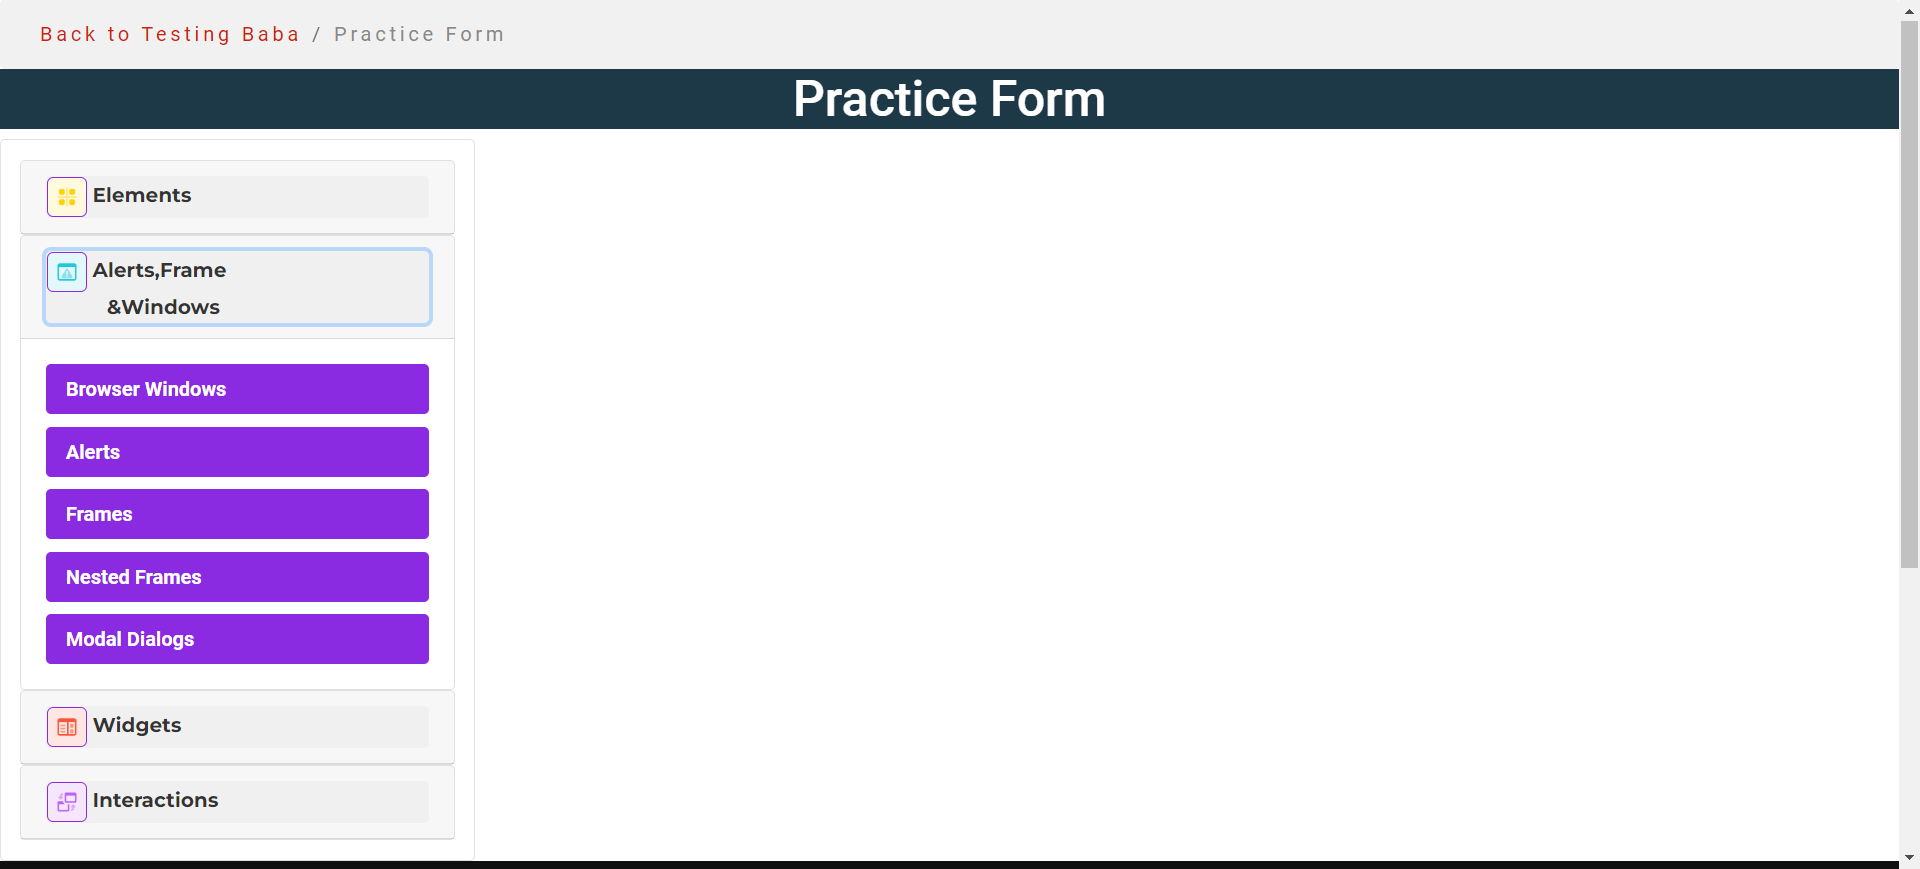 Back to Testing Baba / Practice Form
Practice Form
Elements
Alerts,Frame
&Windows
Browser Windows
Alerts
Frames
Nested Frames
Modal Dialogs
Widgets
Interactions